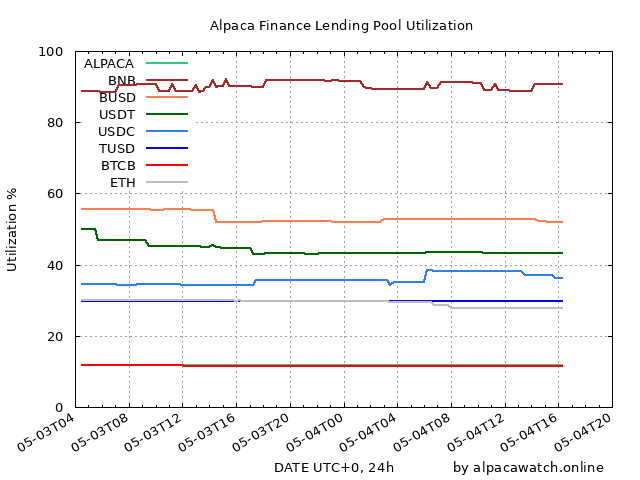 Alpaca Finance Lending Pool Utilization
100
80
60
40
20
0
Utilization %
ALPACA
BNB
BUSD
USDT
USDC
TUSD
BTCB
ETH
05-03T04
05-03T08
05-03T12
05-03T16
05-03T20
05-04T00
05-04T04
05-04T08
05-04T12
05-04T16
05-04T20
DATE UTC+0, 24h
by alpacawatch.online